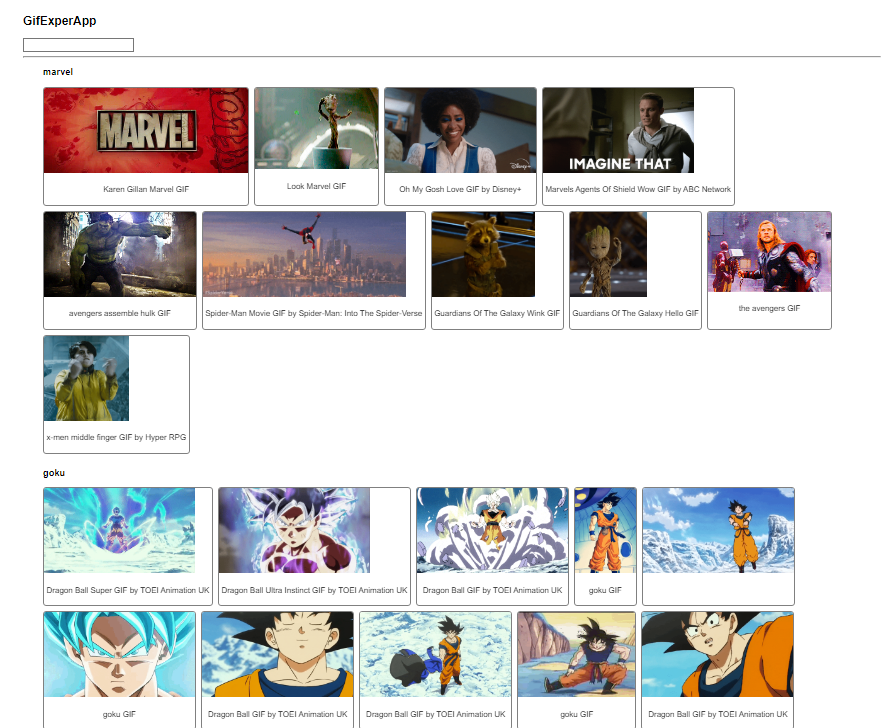 GifExperApp
marvel
MARVEL
Disney+
IMAGINE THAT
Karen Gillan Marvel GIF
Look Marvel GIF
Oh My Gosh Love GIF by Disney+
Marvels Agents Of Shield Wow GIF by ABC Network
avengers assemble hulk GIF
Spider-Man Movie GIF by Spider-Man: Into The Spider-Verse
Guardians Of The Galaxy Wink GIF
Guardians Of The Galaxy Hello GIF
the avengers GIF
x-men middle finger GIF by Hyper RPG
goku
Dragon Ball Super GIF by TOEI Animation UK
Dragon Ball Ultra Instinct GIF by TOEI Animation UK
Dragon Ball GIF by TOEI Animation UK
goku GIF
goku GIF
Dragon Ball GIF by TOEI Animation UK
Dragon Ball GIF by TOEI Animation UK
goku GIF
Dragon Ball GIF by TOEI Animation UK